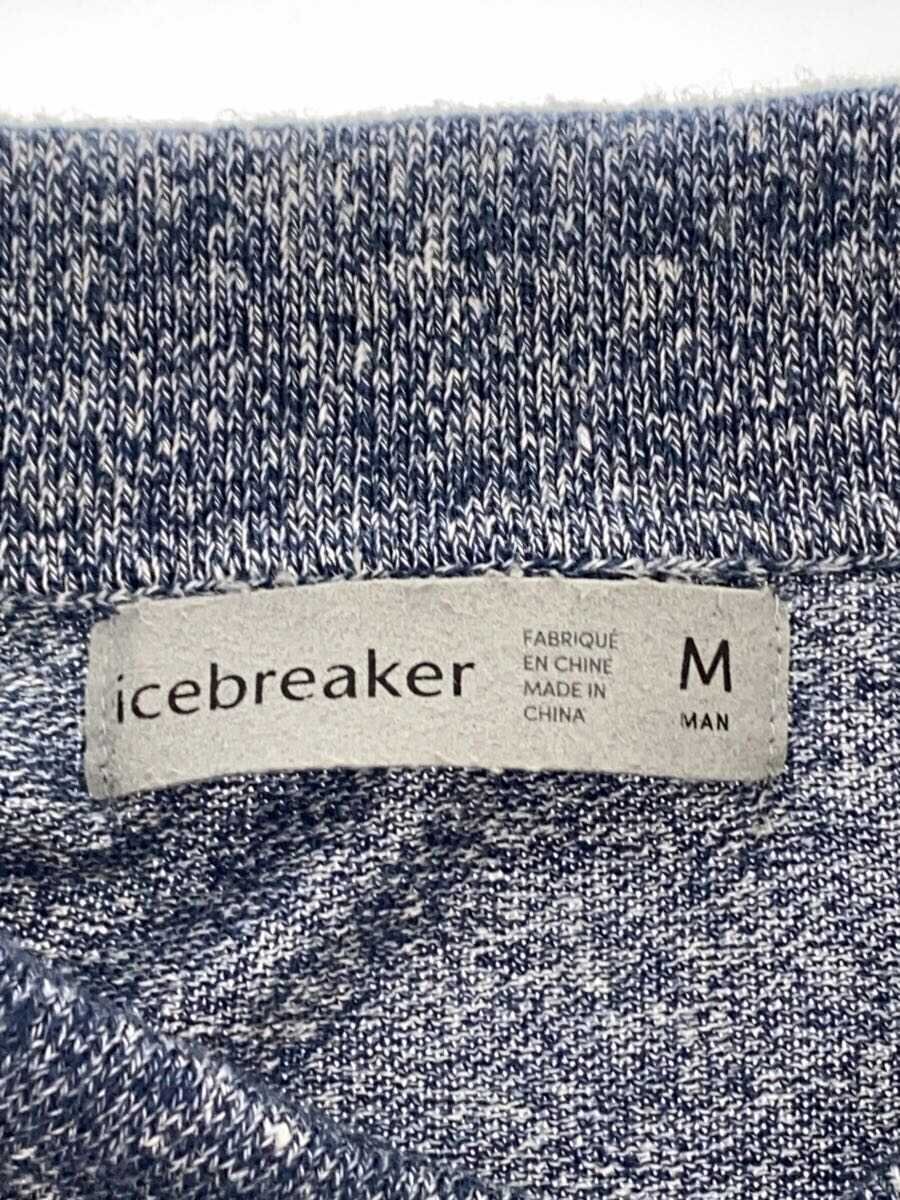 icebreaker
FABRIQUÉ
EN CHINE
MADE IN
CHINA
M
MAN